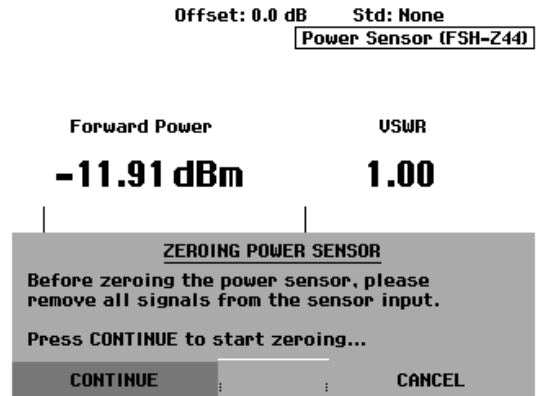 Offset: 0.0 dB Std: None
Power Sensor (FSH-Z44)
Forward Power VSWR
-11.91 dBm 1.00
ZEROING POWER SENSOR
Before zeroing the power sensor, please
remove all signals from the sensor input.
Press CONTINUE to start zeroing...
CONTINUE CANCEL